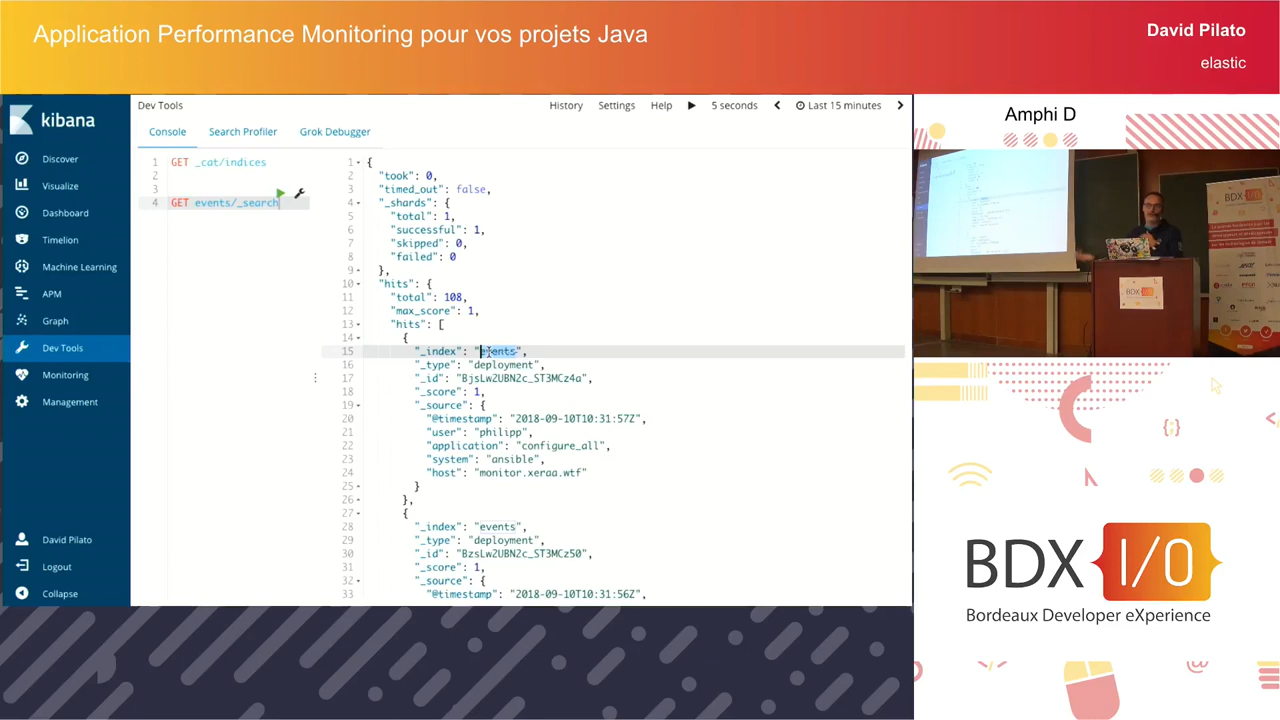 Application Performance Monitoring pour vos projets Java
David Pilato
elastic
Amphi D
kibana
Discover
Visualize
Dashboard
Timelion
Machine Learning
APM
Graph
Dev Tools
Monitoring
Management
David Pilato
Logout
Collapse
Dev Tools
History Settings Help 5 seconds Last 15 minutes
Console Search Profiler Grok Debugger
1 GET _cat/indices
2
3
4 GET events/_search
1 {
2 "took": 0,
3 "timed_out": false,
4 "_shards": {
5 "total": 1,
6 "successful": 1,
7 "skipped": 0,
8 "failed": 0
9 },
10 "hits": {
11 "total": 108,
12 "max_score": 1,
13 "hits": [
14 {
15 "_index": "events",
16 "_type": "deployment",
17 "_id": "BjsLw2UBN2c_ST3MCz4a",
18 "_score": 1,
19 "_source": {
20 "@timestamp": "2018-09-10T10:31:57Z",
21 "user": "philipp",
22 "application": "configure_all",
23 "system": "ansible",
24 "host": "monitor.xeraa.wtf"
25 }
26 },
27 {
28 "_index": "events",
29 "_type": "deployment",
30 "_id": "BzsLw2UBN2c_ST3MCz50",
31 "_score": 1,
32 "_source": {
33 "@timestamp": "2018-09-10T10:31:56Z",
BDX I/O
BDX I/O
BDX I/O
Bordeaux Developer eXperience